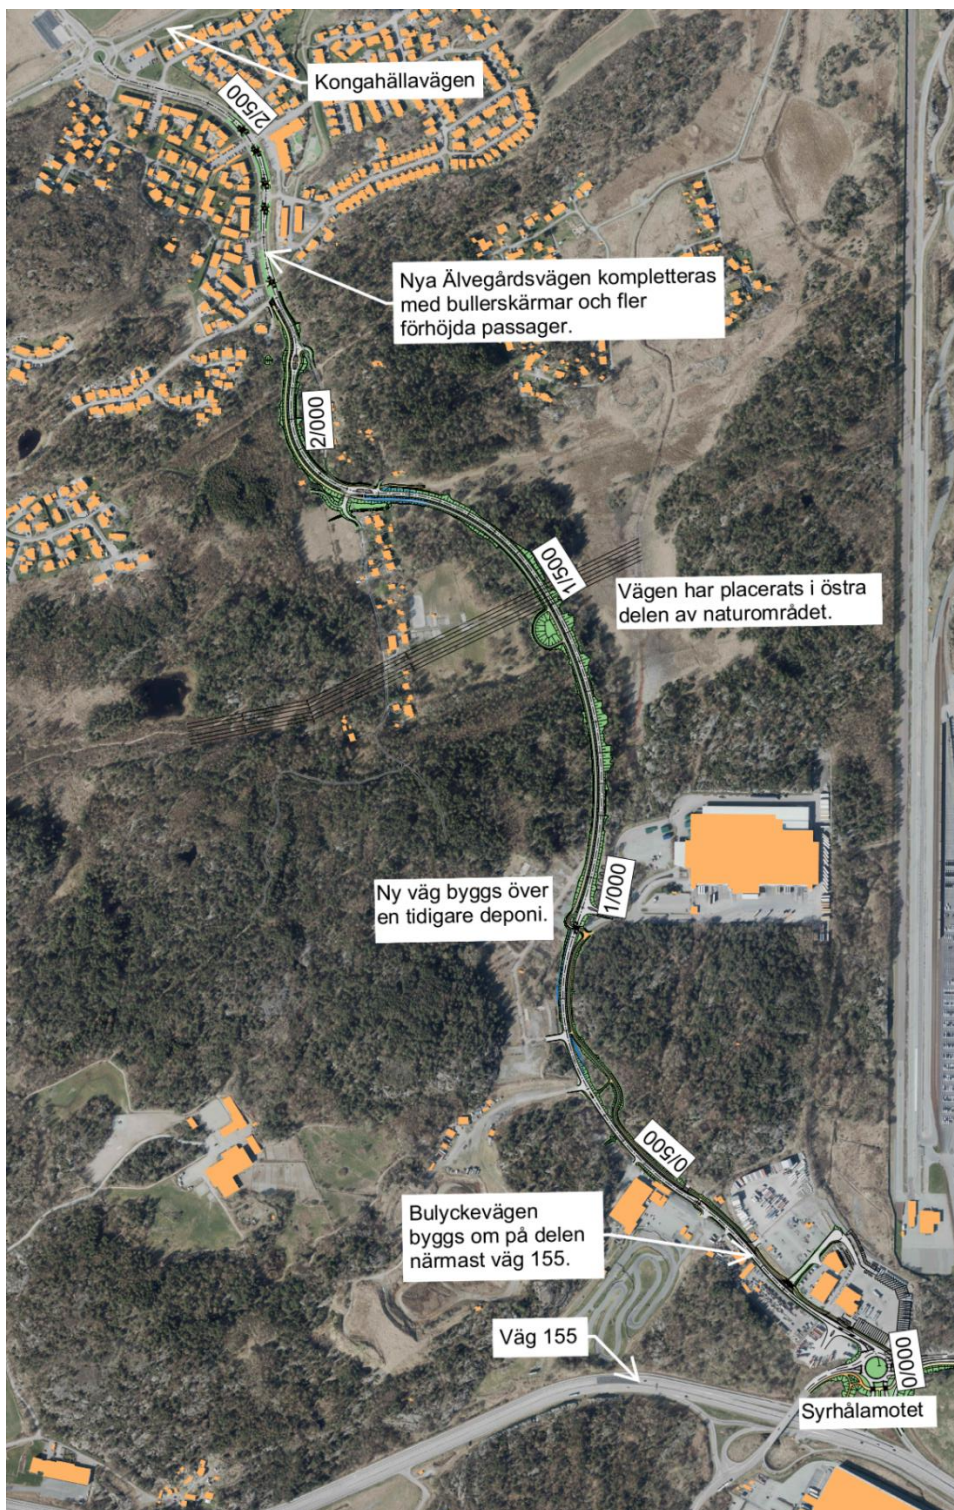 Kongahällavägen
2/500
Nya Älvegårdsvägen kompletteras
med bullerskärmar och fler
förhöjda passager.
2/000
1/500
Vägen har placerats i östra
delen av naturområdet.
1/000
Ny väg byggs över
en tidigare deponi.
0/500
Bulyckevägen
byggs om på delen
närmast väg 155.
Väg 155
0/000
Syrhålamotet